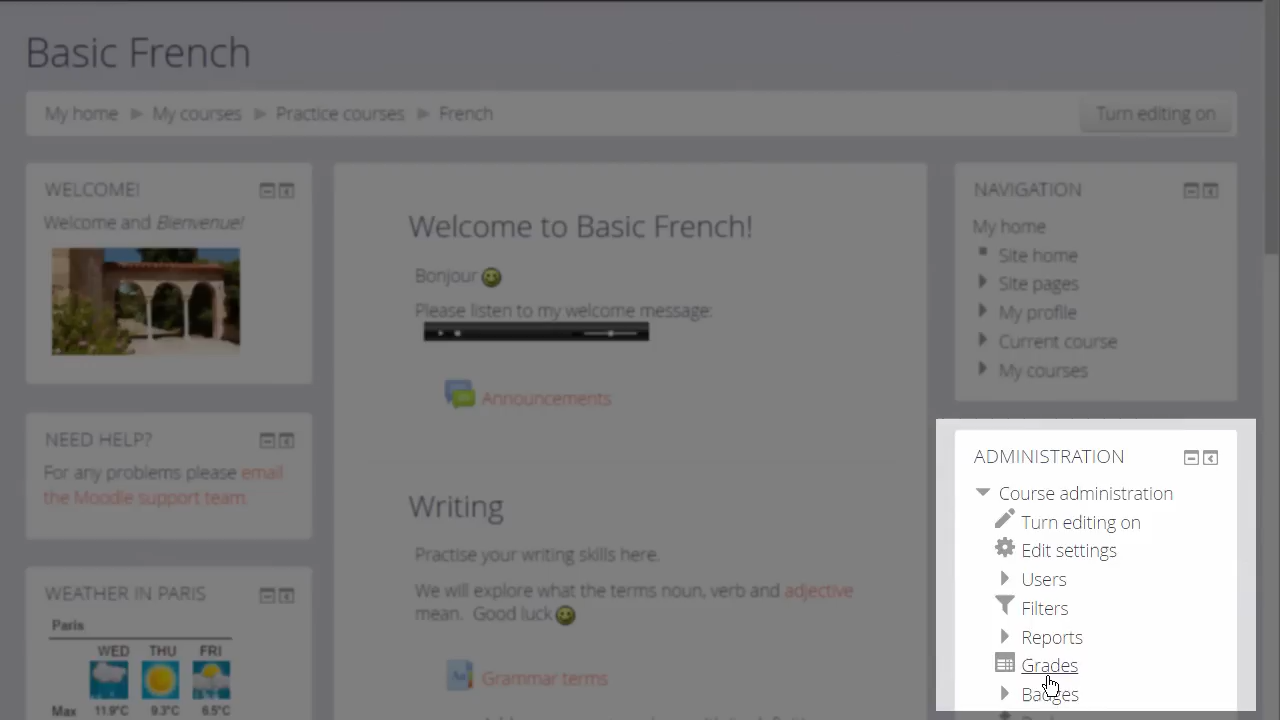 Basic French
My home
My courses
Practice courses
French
Turn editing on
WELCOME!
Welcome and Bienvenue!
NEED HELP?
For any problems please email
the Moodle support team.
WEATHER IN PARIS
Paris
WED THU FRI
Max 11.9°C 9.3°C 6.5°C
Welcome to Basic French!
Bonjour
Please listen to my welcome message:
Announcements
Writing
Practise your writing skills here.
We will explore what the terms noun, verb and adjective
mean. Good luck
Grammar terms
NAVIGATION
My home
Site home
Site pages
My profile
Current course
My courses
ADMINISTRATION
Course administration
Turn editing on
Edit settings
Users
Filters
Reports
Grades
Badges